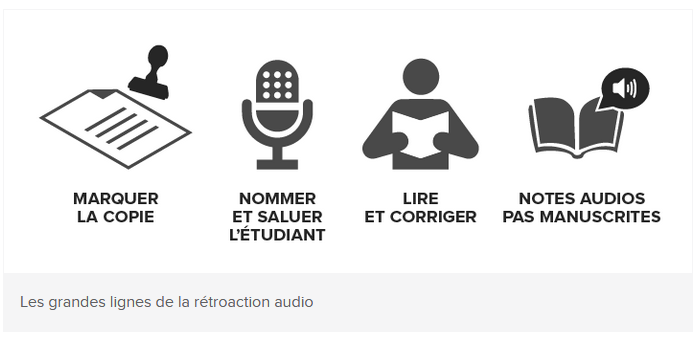 MARQUER
LA COPIE
NOMMER
ET SALUER
L'ÉTUDIANT
LIRE
ET CORRIGER
NOTES AUDIOS
PAS MANUSCRITES
Les grandes lignes de la rétroaction audio